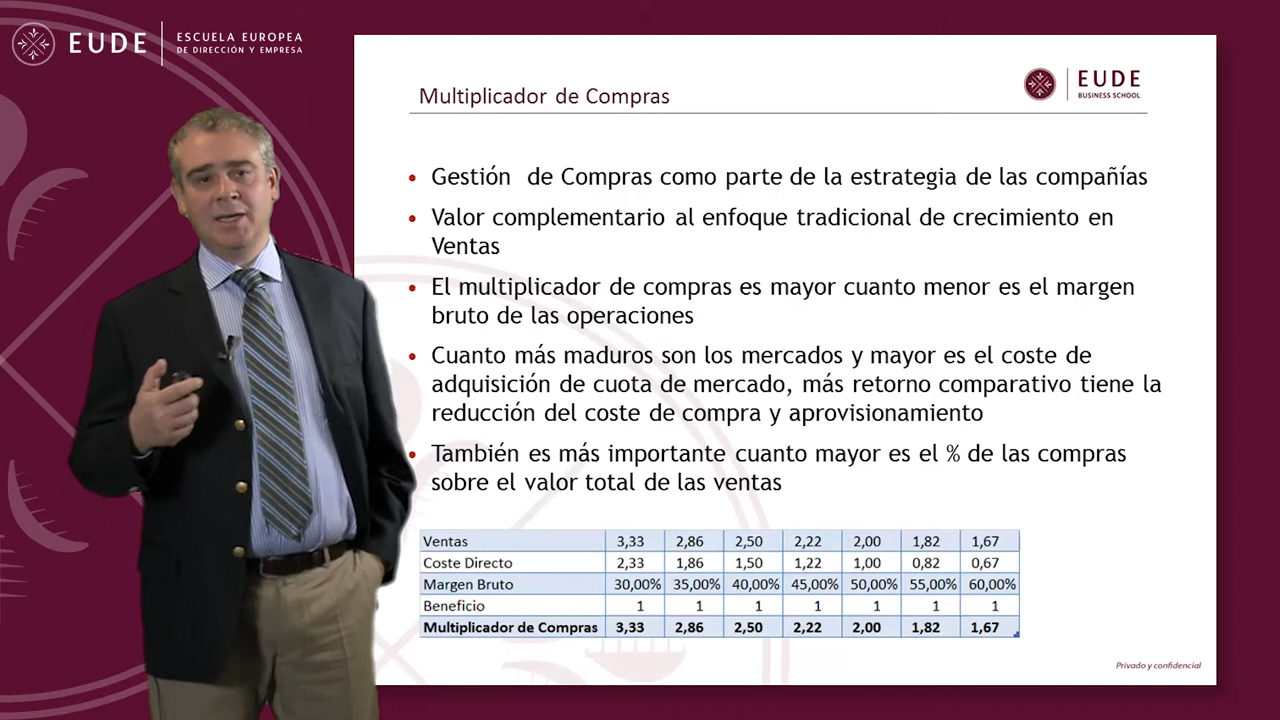 EUDE
ESCUELA EUROPEA
DE DIRECCIÓN Y EMPRESA
EUDE
BUSINESS SCHOOL
Multiplicador de Compras
• Gestión de Compras como parte de la estrategia de las compañías
• Valor complementario al enfoque tradicional de crecimiento en
Ventas
• El multiplicador de compras es mayor cuanto menor es el margen
bruto de las operaciones
• Cuanto más maduros son los mercados y mayor es el coste de
adquisición de cuota de mercado, más retorno comparativo tiene la
reducción del coste de compra y aprovisionamiento
• También es más importante cuanto mayor es el % de las compras
sobre el valor total de las ventas
Ventas 3,33 2,86 2,50 2,22 2,00 1,82 1,67
Coste Directo 2,33 1,86 1,50 1,22 1,00 0,82 0,67
Margen Bruto 30,00% 35,00% 40,00% 45,00% 50,00% 55,00% 60,00%
Beneficio 1 1 1 1 1 1 1
Multiplicador de Compras 3,33 2,86 2,50 2,22 2,00 1,82 1,67
Privado y confidencial